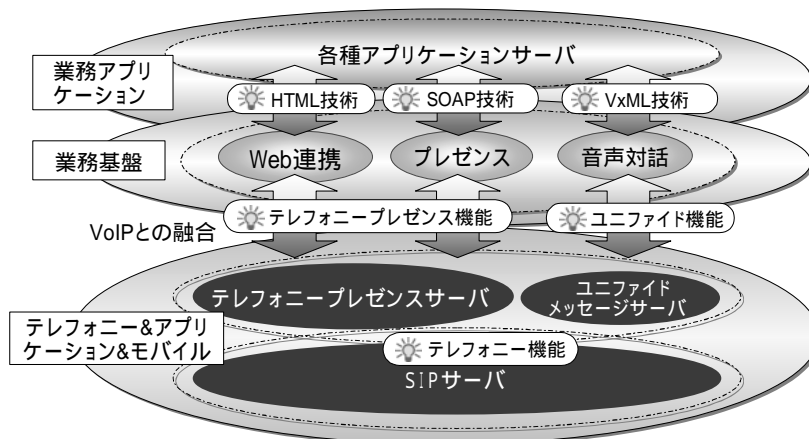 各種アプリケーションサーバ
業務アプリ
ケーション
HTML技術
SOAP技術
VxML技術
業務基盤
Web連携
プレゼンス
音声対話
テレフォニープレゼンス機能
ユニファイド機能
VoIPとの融合
テレフォニープレゼンスサーバ
ユニファイド
メッセージサーバ
テレフォニー&アプリ
ケーション&モバイル
テレフォニー機能
SIPサーバ